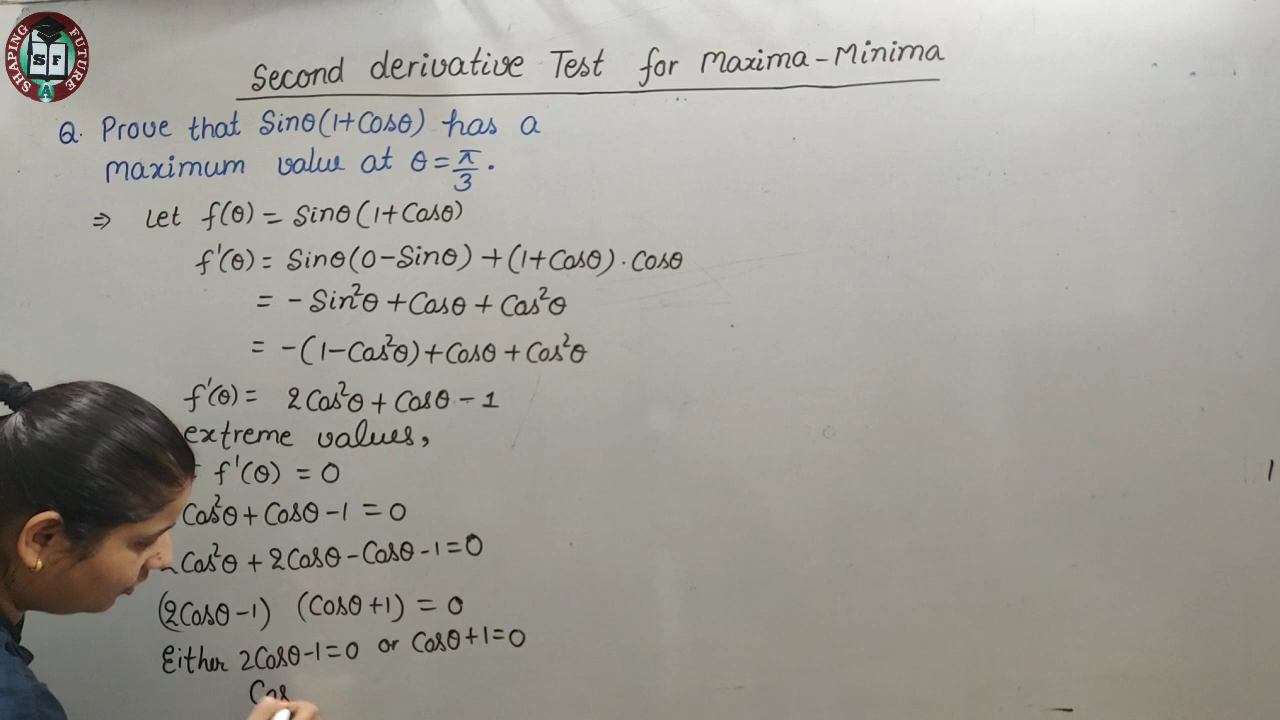 SHAPING FUTURE
S F
A
Second derivative Test for Maxima-Minima
Q. Prove that Sinθ(1+Cosθ) has a
maximum value at θ = π/3.
⇒ Let f(θ) = Sinθ(1+Cosθ)
f'(θ) = Sinθ(0-Sinθ) + (1+Cosθ).Cosθ
= -Sin²θ + Cosθ + Cos²θ
= -(1-Cos²θ) + Cosθ + Cos²θ
f'(θ) = 2Cos²θ + Cosθ - 1
extreme values,
f'(θ) = 0
Cos²θ + Cosθ - 1 = 0
Cos²θ + 2Cosθ - Cosθ - 1 = 0
(2Cosθ-1) (Cosθ+1) = 0
Either 2Cosθ-1=0 or Cosθ+1=0
Cos